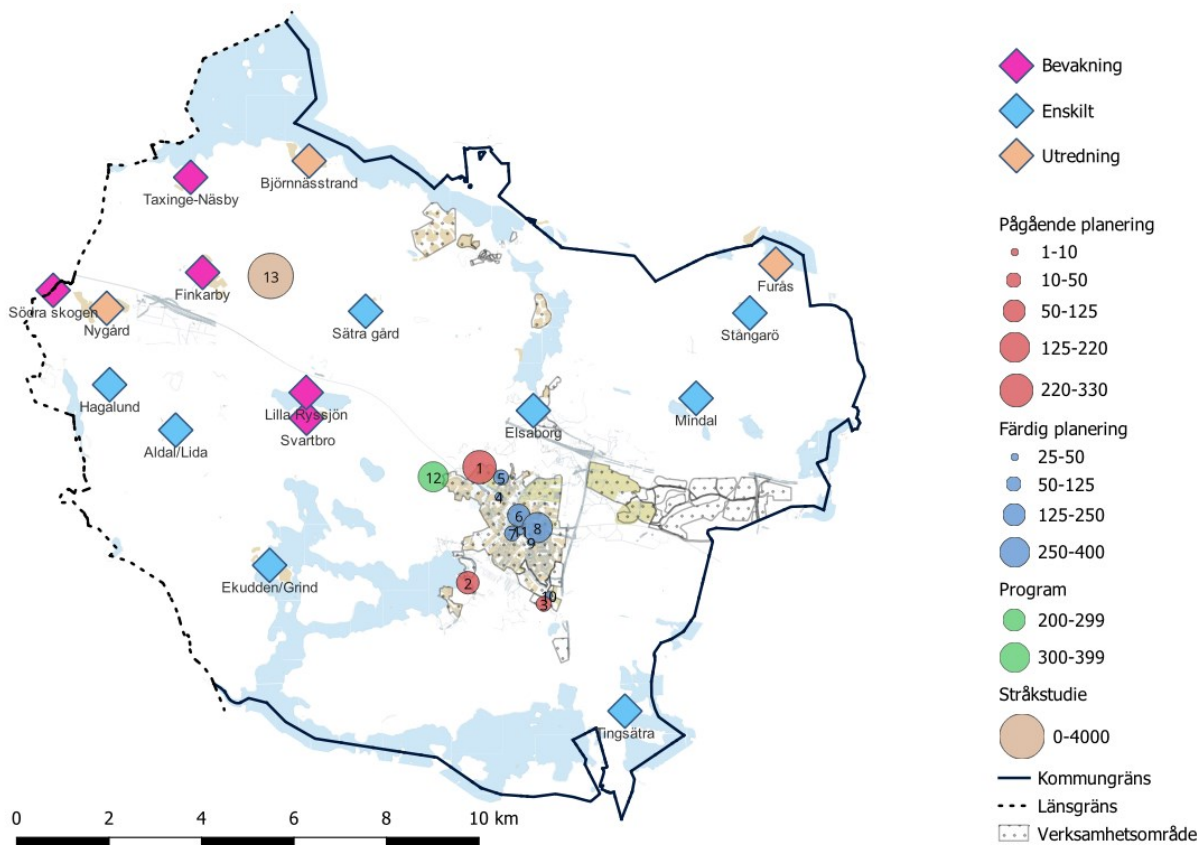 Bevakning
Enskilt
Utredning
Pågående planering
1-10
10-50
50-125
125-220
220-330
Färdig planering
25-50
50-125
125-250
250-400
Program
200-299
300-399
Stråkstudie
0-4000
Kommungräns
Länsgräns
Verksamhetsområde
Björnnässtrand
Taxinge-Näsby
Finkarby
13
Furås
Södra skogen
Nygård
Sätra gård
Stångarö
Hagalund
Lilla Ryssjön
Svartbro
Mindal
Aldal/Lida
Elsaborg
1
12
5
4
6
7
11
8
9
Ekudden/Grind
2
10
3
Tingsätra
0 2 4 6 8 10 km